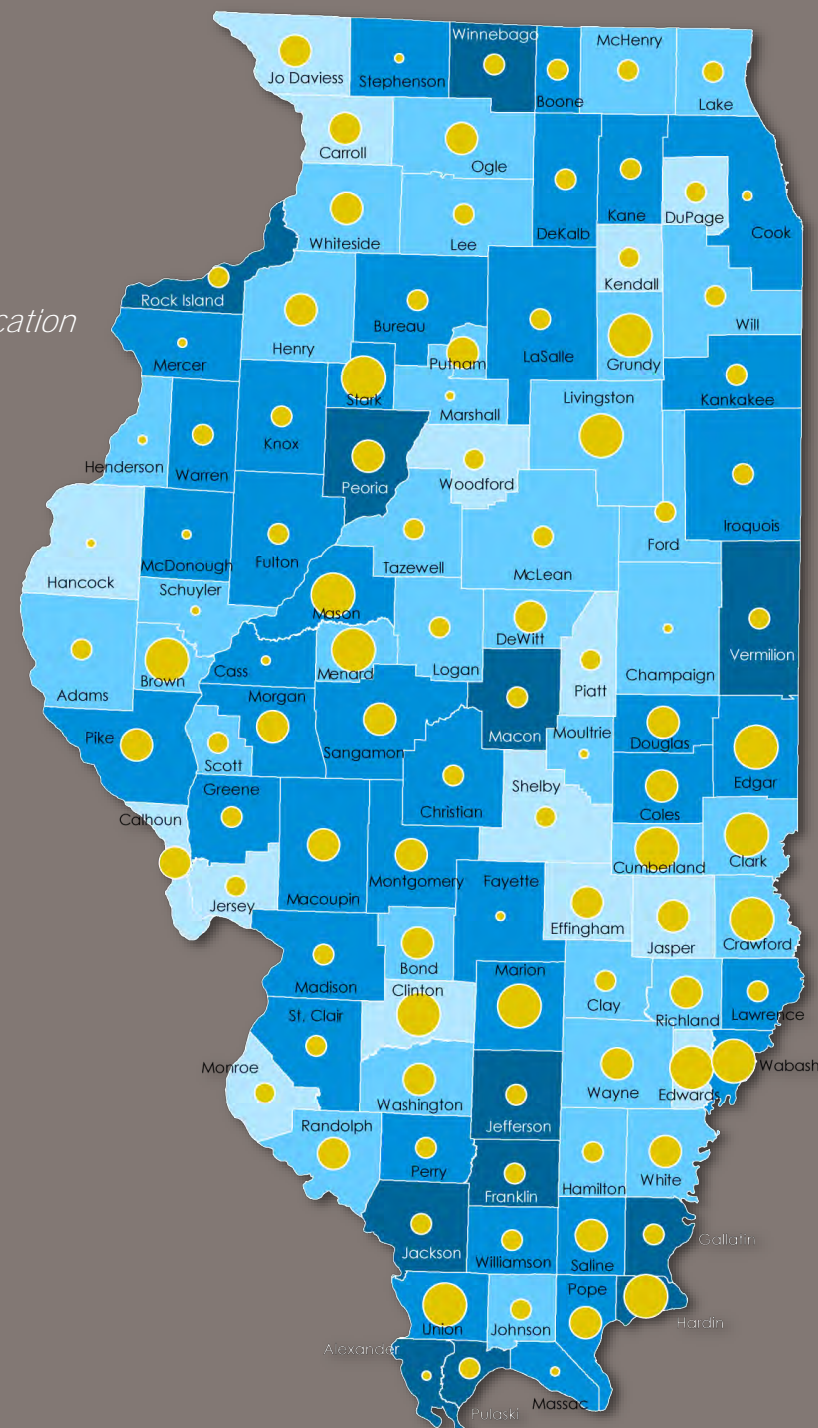 Winnebago
McHenry
Jo Daviess
Stephenson
Boone
Lake
Carroll
Ogle
Whiteside
Lee
DeKalb
Kane
DuPage
Cook
Rock Island
Kendall
cation
Bureau
Will
Henry
Putnam
LaSalle
Grundy
Mercer
Stark
Marshall
Livingston
Kankakee
Knox
Henderson
Warren
Peoria
Woodford
Iroquois
Hancock
McDonough
Fulton
Tazewell
McLean
Ford
Schuyler
Mason
DeWitt
Adams
Brown
Cass
Menard
Logan
Champaign
Vermilion
Piatt
Morgan
Pike
Scott
Sangamon
Macon
Moultrie
Douglas
Edgar
Greene
Christian
Shelby
Coles
Calhoun
Cumberland
Clark
Jersey
Macoupin
Montgomery
Fayette
Effingham
Jasper
Crawford
Bond
Marion
Madison
Clinton
Clay
Richland
Lawrence
St. Clair
Monroe
Wabash
Washington
Wayne
Edwards
Randolph
Jefferson
Perry
Franklin
Hamilton
White
Jackson
Williamson
Saline
Gallatin
Pope
Union
Johnson
Hardin
Alexander
Massac
Pulaski